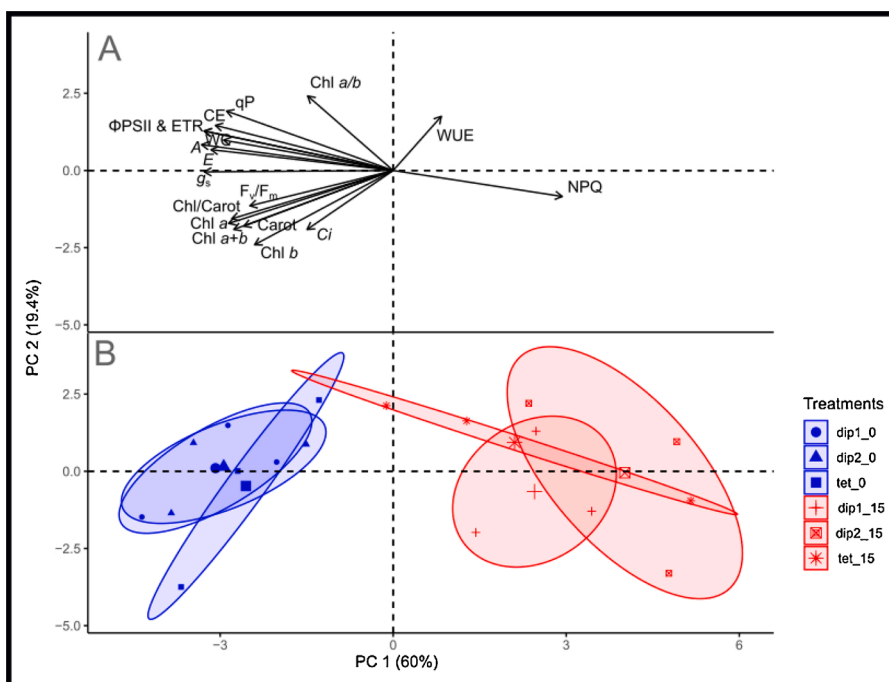 A
Chl a/b
qP
CE
WUE
ΦPSII & ETR
WC
A
E
gs
NPQ
Fv/Fm
Chl/Carot
Chl a
Carot
Ci
Chl a+b
Chl b
2.5
0.0
−2.5
−5.0
PC 2 (19.4%)
B
2.5
0.0
−2.5
−5.0
−3
0
3
6
PC 1 (60%)
Treatments
dip1_0
dip2_0
tet_0
dip1_15
dip2_15
tet_15